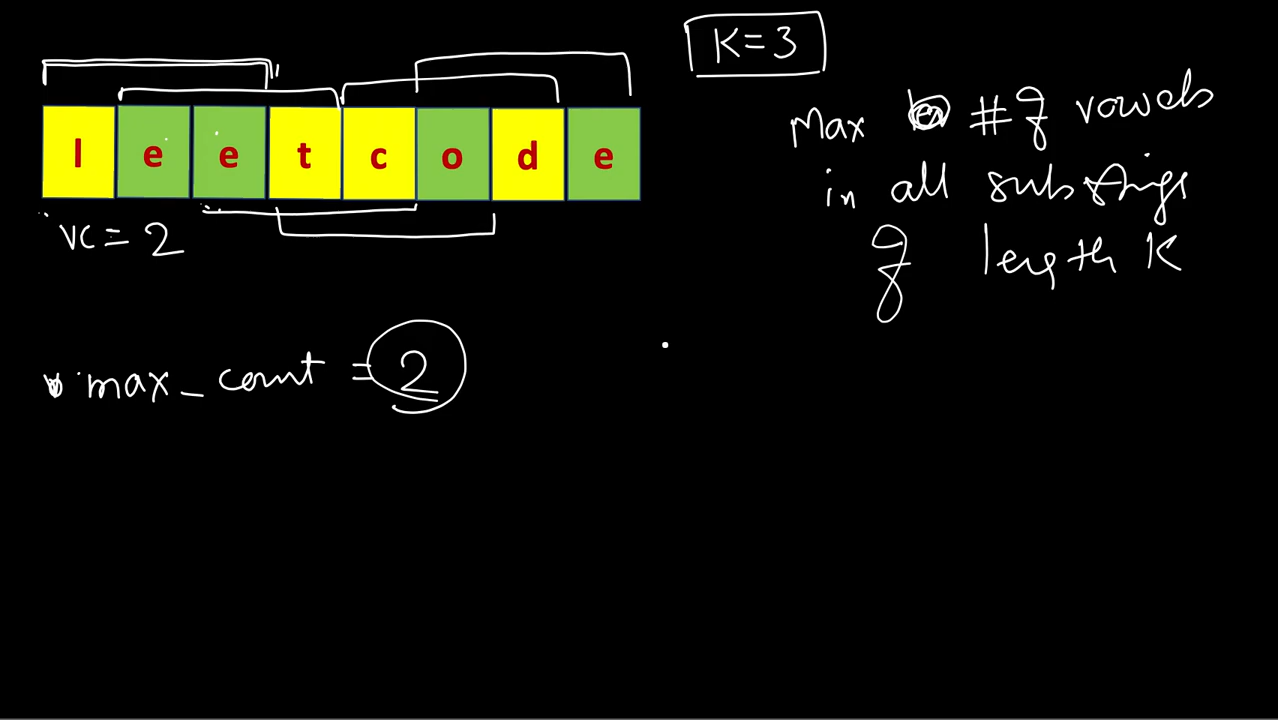 K=3
l e e t c o d e
Max # of vowels
in all substrings
of length K
vc = 2
max_count = 2